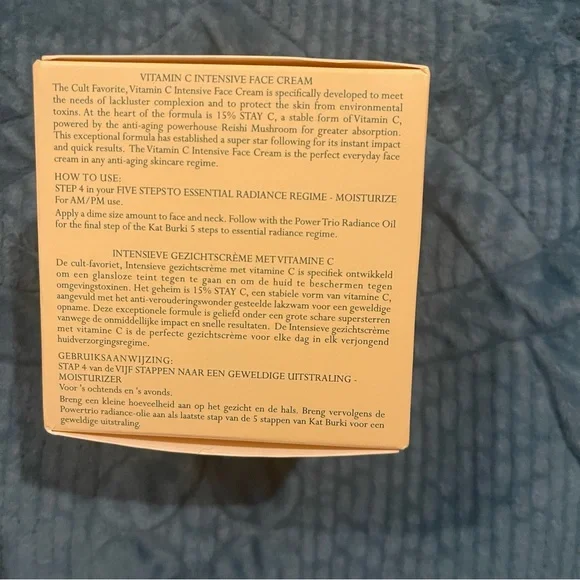 VITAMIN C INTENSIVE FACE CREAM
The Cult Favorite, Vitamin C Intensive Face Cream is specifically developed to meet
the needs of lackluster complexion and to protect the skin from environmental
toxins. At the heart of the formula is 15% STAY C, a stable form of Vitamin C,
powered by the anti-aging powerhouse Reishi Mushroom for greater absorption.
This exceptional formula has established a super star following for its instant impact
and quick results. The Vitamin C Intensive Face Cream is the perfect everyday face
cream in any anti-aging skincare regime.
HOW TO USE:
STEP 4 in your FIVE STEPS TO ESSENTIAL RADIANCE REGIME - MOISTURIZE
For AM/PM use.
Apply a dime size amount to face and neck. Follow with the Power Trio Radiance Oil
for the final step of the Kat Burki 5 steps to essential radiance regime.
INTENSIEVE GEZICHTSCRÈME MET VITAMINE C
De cult-favoriet, Intensieve gezichtscrème met vitamine C is specifiek ontwikkeld
om een glansloze teint tegen te gaan en om de huid te beschermen tegen
omgevingstoxinen. Het geheim is 15% STAY C, een stabiele vorm van vitamine C,
aangevuld met het anti-verouderingswonder gesteelde lakzwam voor een geweldige
opname. Deze exceptionele formule is geliefd onder een grote schare supersterren
vanwege de onmiddellijke impact en snelle resultaten. De Intensieve gezichtscrème
met vitamine C is de perfecte gezichtscrème voor elke dag in elk verjongend
huidverzorgingsregime.
GEBRUIKSAANWIJZING:
STAP 4 van de VIJF STAPPEN NAAR EEN GEWELDIGE UITSTRALING -
MOISTURIZER
Voor 's ochtends en 's avonds.
Breng een kleine hoeveelheid aan op het gezicht en de hals. Breng vervolgens de
Powertrio radiance-olie aan als laatste stap van de 5 stappen van Kat Burki voor een
geweldige uitstraling.